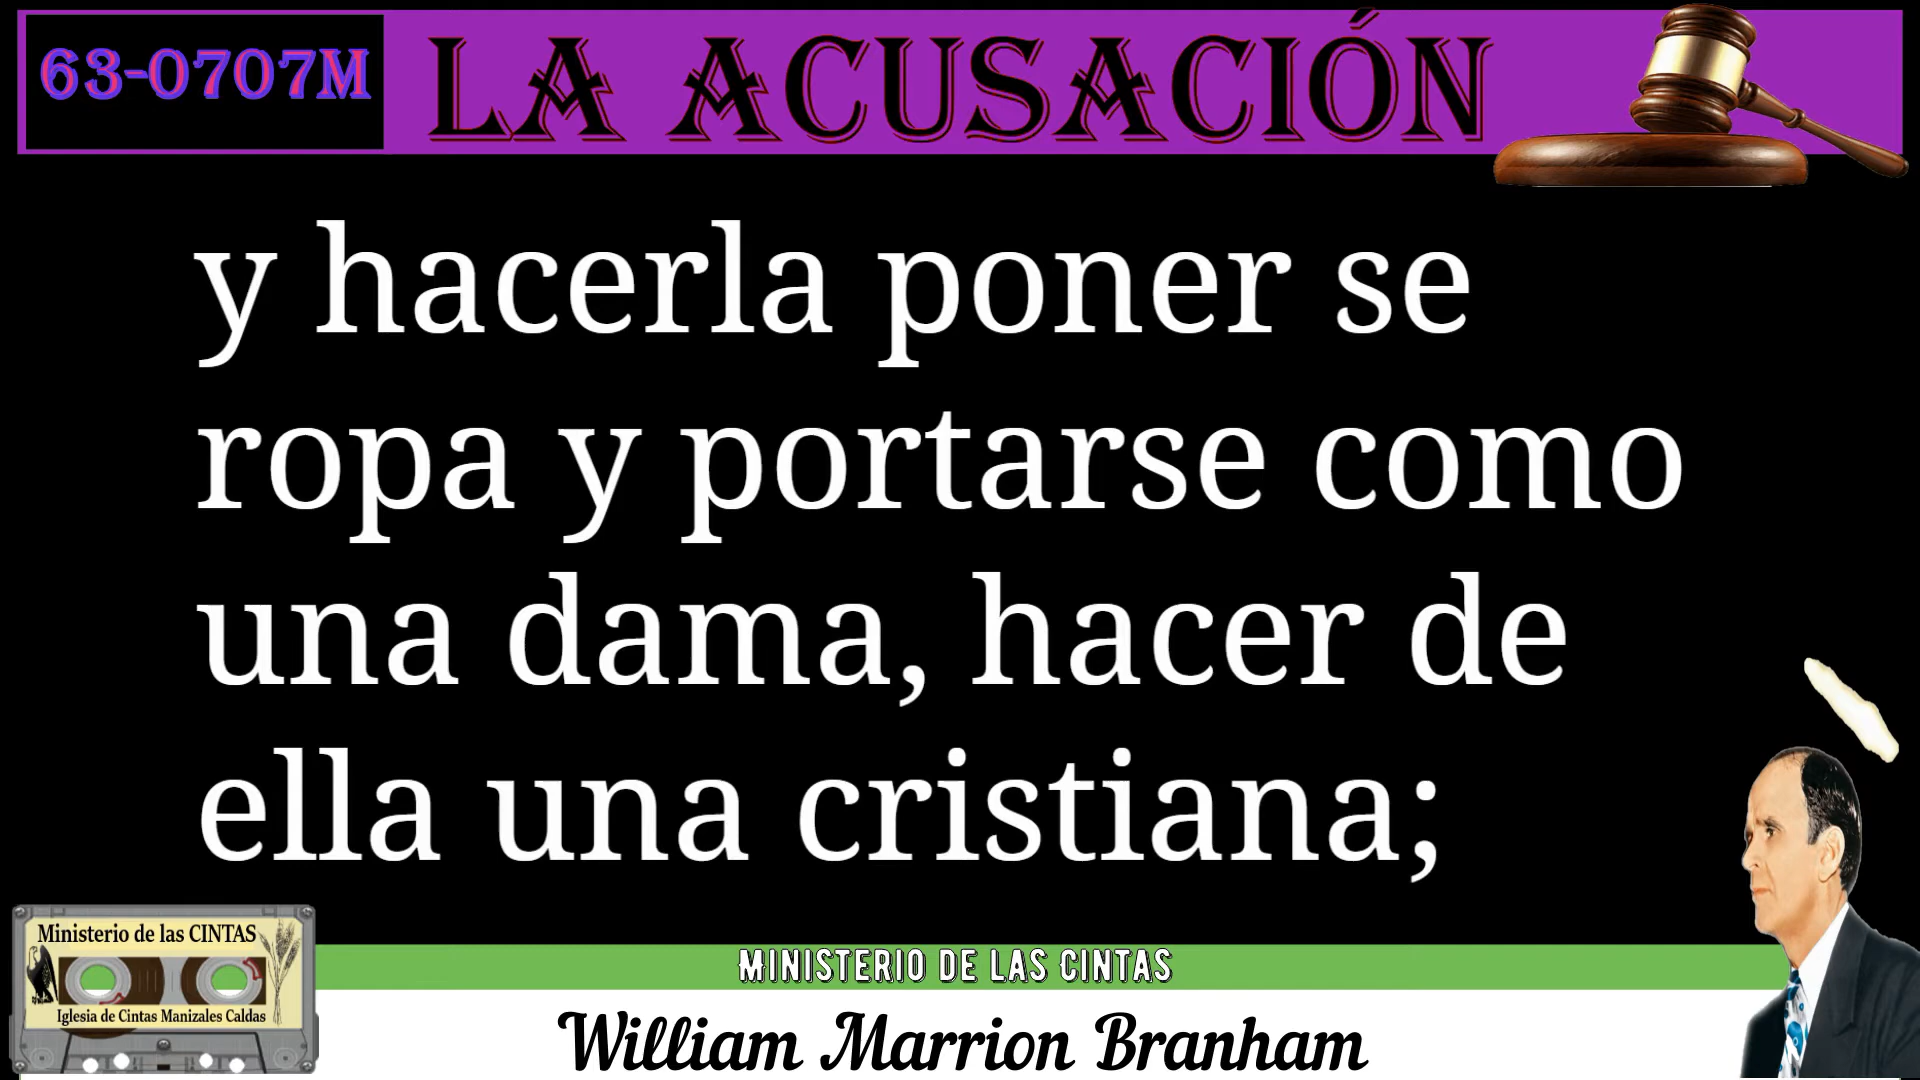 63-0707M
LA ACUSACIÓN
y hacerla poner se
ropa y portarse como
una dama, hacer de
ella una cristiana;
Ministerio de las CINTAS
Iglesia de Cintas Manizales Caldas
MINISTERIO DE LAS CINTAS
William Marrion Branham